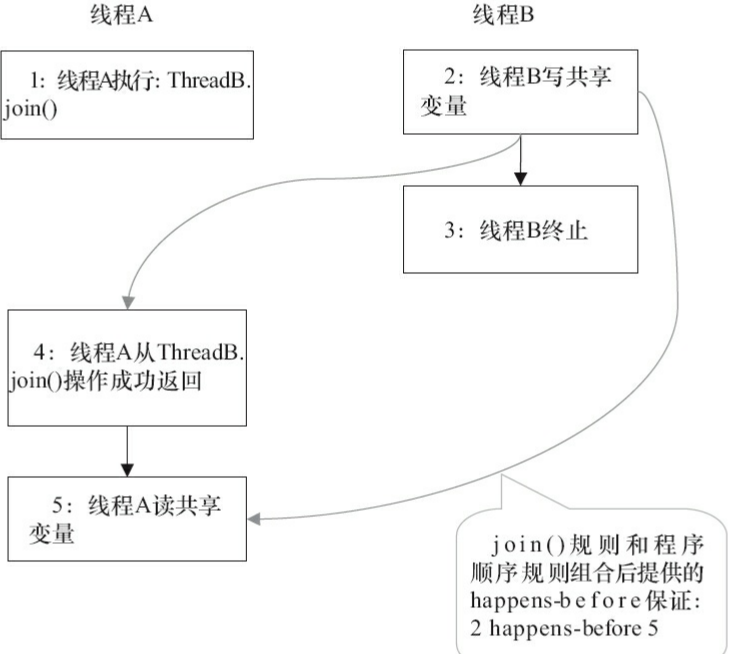 线程A
线程B
1: 线程A执行: ThreadB.
join()
2: 线程B写共享
变量
3: 线程B终止
4: 线程A从ThreadB.
join()操作成功返回
5: 线程A读共享
变量
join()规则和程序
顺序规则组合后提供的
happens-before保证:
2 happens-before 5